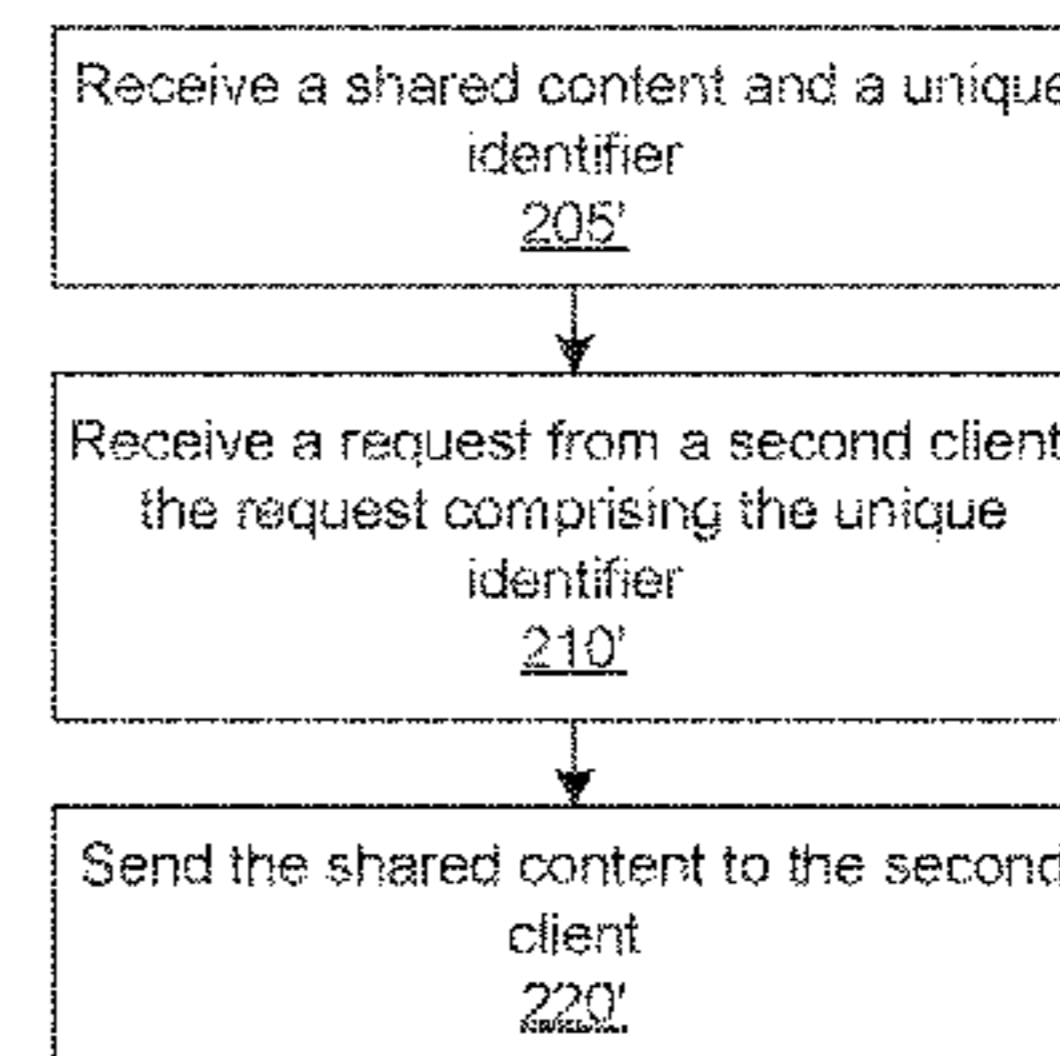 Receive a shared content and a unique
identifier
205'
Receive a request from a second client
the request comprising the unique
identifier
210'
Send the shared content to the second
client
220'